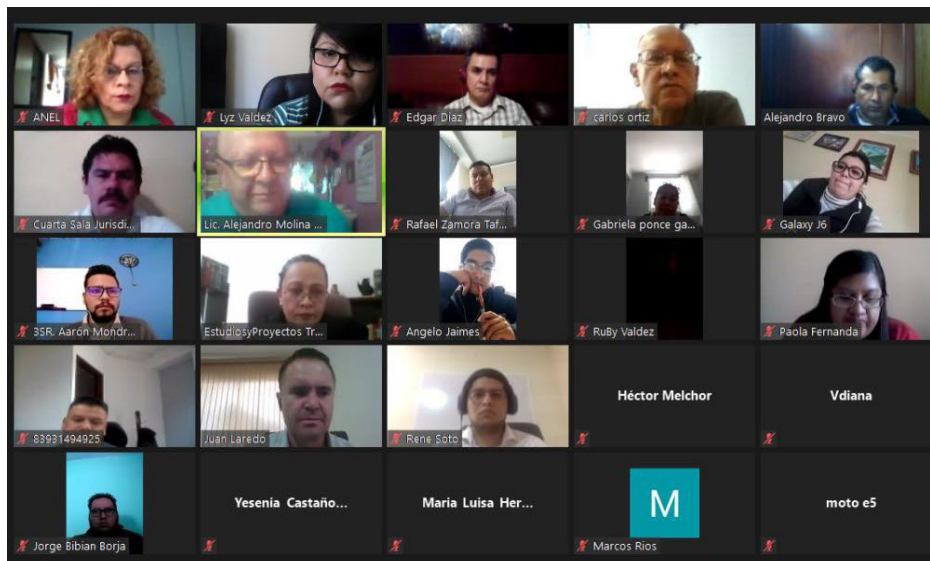 ANEL
Lyz Valdez
Edgar Diaz
carlos ortiz
Alejandro Bravo
Cuarta Sala Jurisdi...
Lic. Alejandro Molina ...
Rafael Zamora Taf...
Gabriela ponce ga...
Galaxy J6
3SR. Aarón Mondr...
EstudiosyProyectos Tr...
Angelo Jaimes
RuBy Valdez
Paola Fernanda
83931494925
Juan Laredo
Rene Soto
Héctor Melchor
Vdiana
Jorge Bibian Borja
Yesenia Castaño...
Maria Luisa Her...
M
Marcos Rios
moto e5